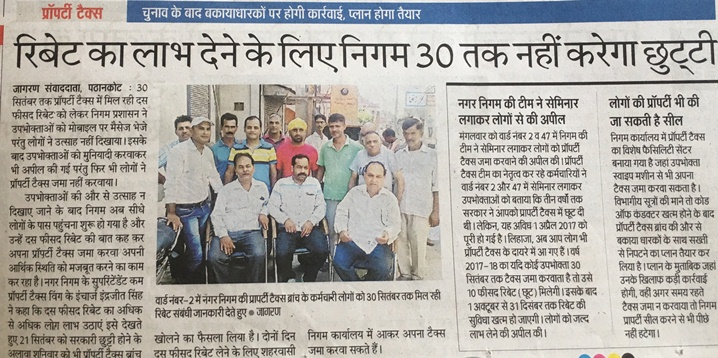 प्रॉपर्टी टैक्स
चुनाव के बाद बकायाधारकों पर होगी कार्रवाई, प्लान होगा तैयार
रिबेट का लाभ देने के लिए निगम 30 तक नहीं करेगा छुट्टी
जागरण संवाददाता, पठानकोट : 30
सितंबर तक प्रॉपर्टी टैक्स में मिल रही दस
फीसद रिबेट को लेकर निगम प्रशासन ने
उपभोक्ताओं को मोबाइल पर मैसेज भेजे
परंतु लोगों ने उत्साह नहीं दिखाया। इसके
बाद उपभोक्ताओं को मुनियादी करवाकर
भी अपील की गई परंतु फिर भी लोगों ने
प्रॉपर्टी टैक्स जमा नहीं करवाया।
उपभोक्ताओं की और से उत्साह न
दिखाए जाने के बाद निगम अब सीधे
लोगों के पास पहुंचना शुरू हो गया है और
उन्हें दस फीसद रिबेट की बात कह कर
अपना प्रॉपर्टी टैक्स जमा करवा अपनी
आर्थिक स्थिति को मजबूत करने का काम
कर रहा है। नगर निगम के सुपरिटेंडेंट कम
प्रॉपर्टी टैक्स विंग के इंचार्ज इंद्रजीत सिंह
ने कहा कि दस फीसद रिबेट का अधिक
से अधिक लोग लाभ उठाएं इसे देखते
हुए 21 सितंबर को सरकारी छुट्टी होने के
अलावा शनिवार को भी प्रॉपर्टी टैक्स ब्रांच
वार्ड नंबर-2 में नगर निगम की प्रापर्टी टैक्स ब्रांच के कर्मचारी लोगों को 30 सितंबर तक मिल रही
रिबेट संबंधी जानकारी देते हुए ● जागरण
खोलने का फैसला लिया है। दोनों दिन
दस फीसद रिबेट लेने के लिए शहरवासी
निगम कार्यालय में आकर अपना टैक्स
जमा करवा सकते हैं।
नगर निगम की टीम ने सेमिनार
लगाकर लोगों से की अपील
मंगलवार को वार्ड नंबर 2 व 47 में निगम की
टीम ने सेमिनार लगाकर लोगों को प्रॉपर्टी
टैक्स जमा करवाने की अपील की। प्रॉपर्टी
टैक्स टीम का नेतृत्व कर रहे कर्मचारियों ने
वार्ड नंबर 2 और 47 में सेमिनार लगाकर
उपभोक्ताओं को बताया कि तीन वर्षों तक
सरकार ने आपको प्रापर्टी टैक्स में छूट दी
थी। लेकिन, यह अवधि 1 अप्रैल 2017 को
पूरी हो गई है। लिहाजा, अब आप लोग भी
प्रॉपर्टी टैक्स के दायरे में आ गए हैं। वर्ष
2017-18 का यदि कोई उपभोक्ता 30
सितंबर तक टैक्स जमा करवाता है तो उसे
10 फीसद रिबेट (छूट) मिलेगी। इसके बाद
1 अक्टूबर से 31 दिसंबर तक रिबेट की
सुविधा खत्म हो जाएगी। लोगों को जल्द
लाभ लेने की अपील की।
लोगों की प्रॉपर्टी भी की
जा सकती है सील
निगम कार्यालय में प्रॉपर्टी टैक्स
का विशेष फैसिलिटी सेंटर
बनाया गया है जहां उपभोक्ता
स्वाइप मशीन से भी अपना
टैक्स जमा करवा सकता है।
विभागीय सूत्रों की माने तो कोड
ऑफ कंडक्टर खत्म होने के बाद
प्रॉपर्टी टैक्स ब्रांच की और से
बकाया धारकों के साथ सख्ती
से निपटने का प्लान तैयार कर
लिया है। प्लान के मुताबिक जहां
उनके खिलाफ कड़ी कार्रवाई
होगी, वही अगर समय रहते
टैक्स जमा न करवाया तो निगम
प्रापर्टी सील करने से भी पीछे
नहीं हटेगा।